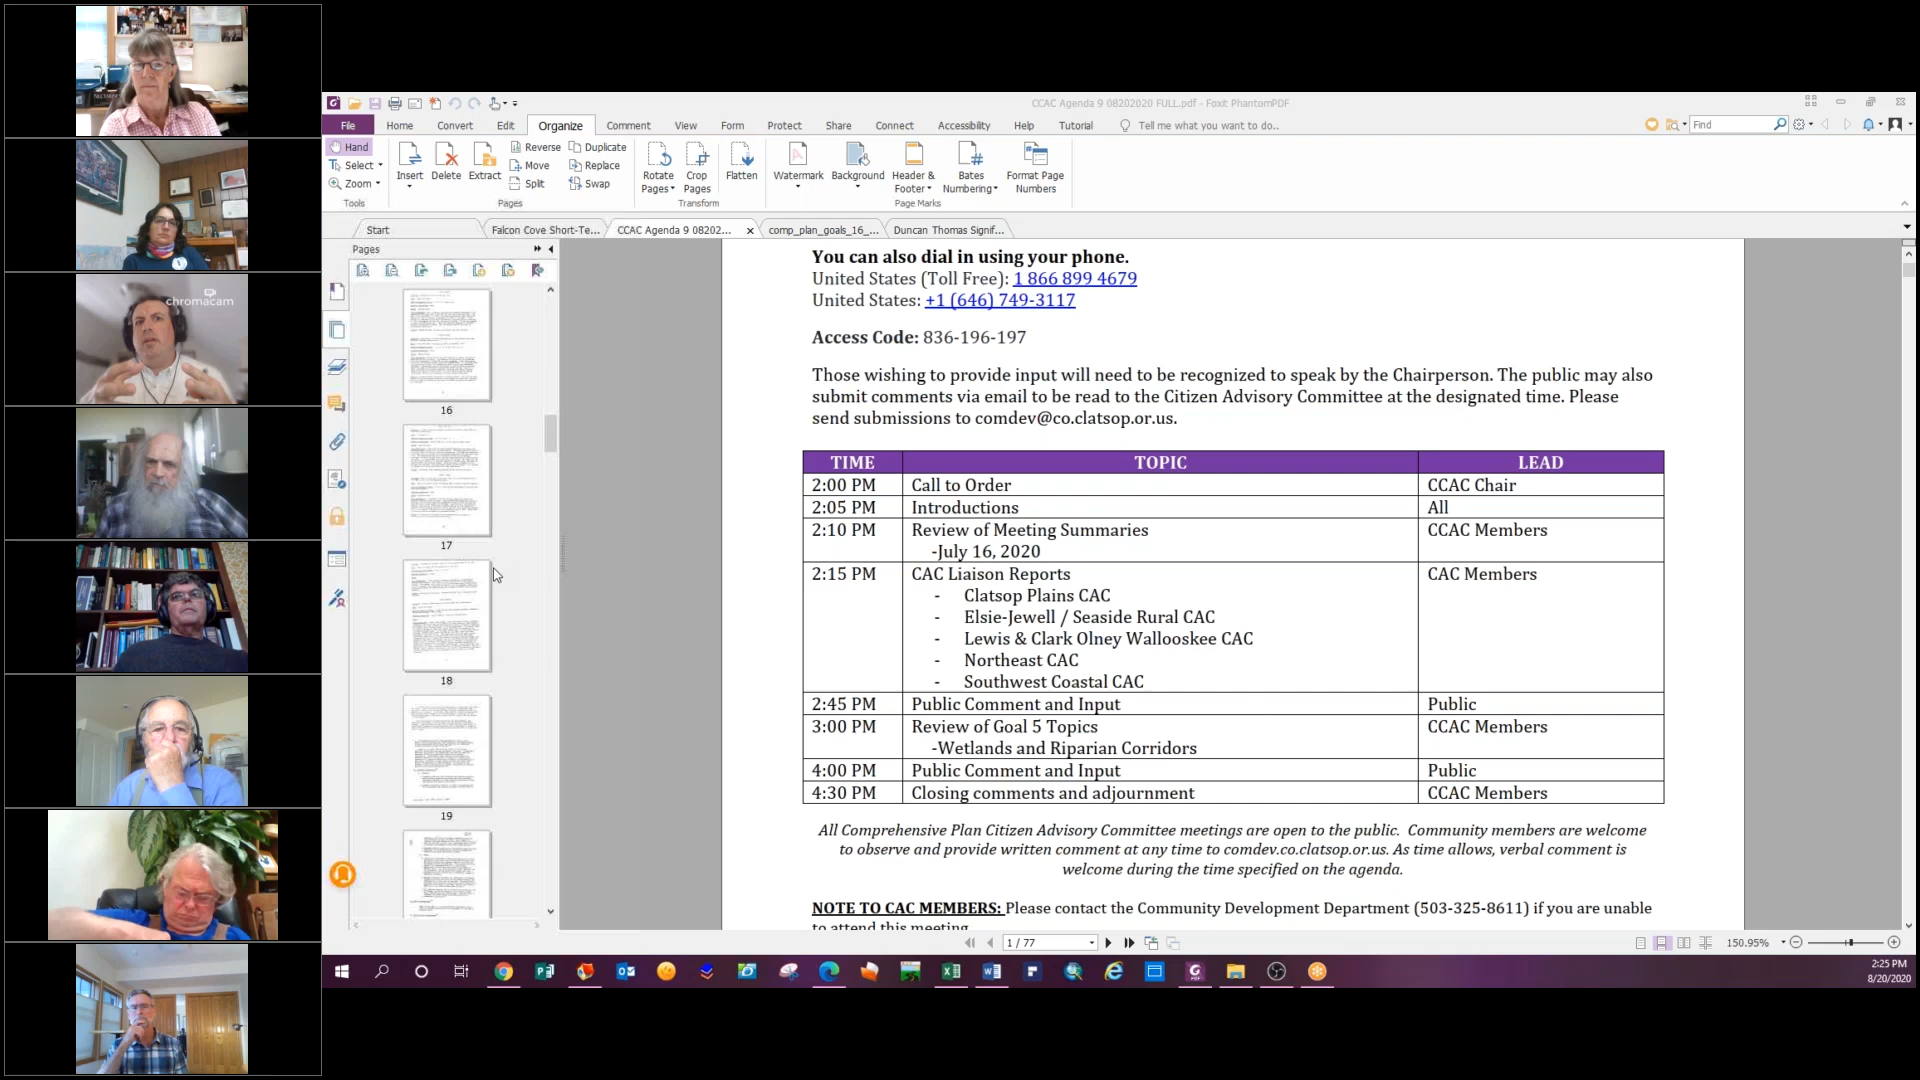 chromacam
CCAC Agenda 9 08202020 FULL.pdf - Foxit PhantomPDF
File Home Convert Edit Organize Comment View Form Protect Share Connect Accessibility Help Tutorial Tell me what you want to do.. Find
Hand
Select
Zoom
Tools
Insert
Delete
Extract
Reverse
Move
Split
Duplicate
Replace
Swap
Pages
Rotate Pages
Crop Pages
Flatten
Transform
Watermark
Background
Header & Footer
Bates Numbering
Format Page Numbers
Page Marks
Start
Falcon Cove Short-Te...
CCAC Agenda 9 08202...
comp_plan_goals_16_...
Duncan Thomas Signif...
Pages
16
17
18
19
You can also dial in using your phone.
United States (Toll Free): 1 866 899 4679
United States: +1 (646) 749-3117
Access Code: 836-196-197
Those wishing to provide input will need to be recognized to speak by the Chairperson. The public may also
submit comments via email to be read to the Citizen Advisory Committee at the designated time. Please
send submissions to comdev@co.clatsop.or.us.
TIME TOPIC LEAD
2:00 PM Call to Order CCAC Chair
2:05 PM Introductions All
2:10 PM Review of Meeting Summaries CCAC Members
-July 16, 2020
2:15 PM CAC Liaison Reports CAC Members
- Clatsop Plains CAC
- Elsie-Jewell / Seaside Rural CAC
- Lewis & Clark Olney Wallooskee CAC
- Northeast CAC
- Southwest Coastal CAC
2:45 PM Public Comment and Input Public
3:00 PM Review of Goal 5 Topics CCAC Members
-Wetlands and Riparian Corridors
4:00 PM Public Comment and Input Public
4:30 PM Closing comments and adjournment CCAC Members
All Comprehensive Plan Citizen Advisory Committee meetings are open to the public. Community members are welcome
to observe and provide written comment at any time to comdev.co.clatsop.or.us. As time allows, verbal comment is
welcome during the time specified on the agenda.
NOTE TO CAC MEMBERS: Please contact the Community Development Department (503-325-8611) if you are unable
to attend this meeting.
1 / 77
150.95%
2:25 PM
8/20/2020